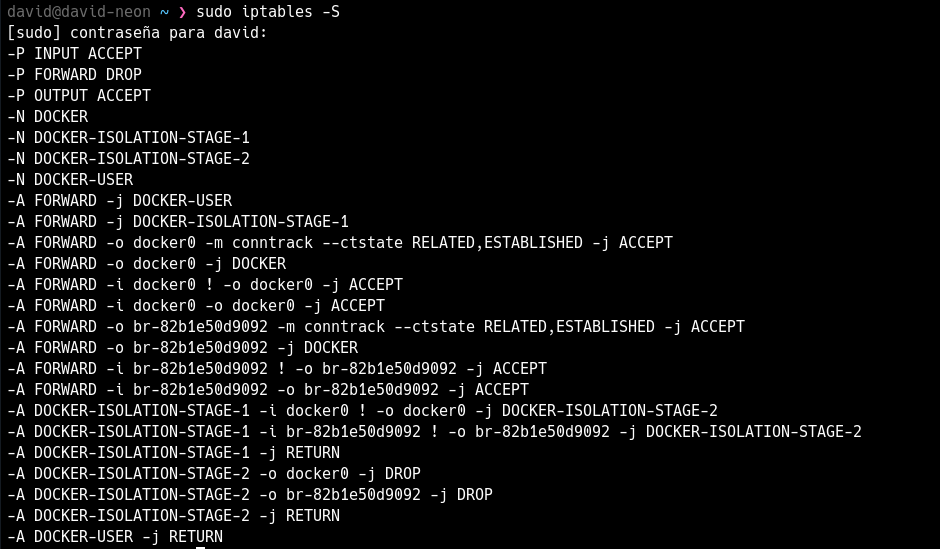 david@david-neon ~ ❯ sudo iptables -S
[sudo] contraseña para david:
-P INPUT ACCEPT
-P FORWARD DROP
-P OUTPUT ACCEPT
-N DOCKER
-N DOCKER-ISOLATION-STAGE-1
-N DOCKER-ISOLATION-STAGE-2
-N DOCKER-USER
-A FORWARD -j DOCKER-USER
-A FORWARD -j DOCKER-ISOLATION-STAGE-1
-A FORWARD -o docker0 -m conntrack --ctstate RELATED,ESTABLISHED -j ACCEPT
-A FORWARD -o docker0 -j DOCKER
-A FORWARD -i docker0 ! -o docker0 -j ACCEPT
-A FORWARD -i docker0 -o docker0 -j ACCEPT
-A FORWARD -o br-82b1e50d9092 -m conntrack --ctstate RELATED,ESTABLISHED -j ACCEPT
-A FORWARD -o br-82b1e50d9092 -j DOCKER
-A FORWARD -i br-82b1e50d9092 ! -o br-82b1e50d9092 -j ACCEPT
-A FORWARD -i br-82b1e50d9092 -o br-82b1e50d9092 -j ACCEPT
-A DOCKER-ISOLATION-STAGE-1 -i docker0 ! -o docker0 -j DOCKER-ISOLATION-STAGE-2
-A DOCKER-ISOLATION-STAGE-1 -i br-82b1e50d9092 ! -o br-82b1e50d9092 -j DOCKER-ISOLATION-STAGE-2
-A DOCKER-ISOLATION-STAGE-1 -j RETURN
-A DOCKER-ISOLATION-STAGE-2 -o docker0 -j DROP
-A DOCKER-ISOLATION-STAGE-2 -o br-82b1e50d9092 -j DROP
-A DOCKER-ISOLATION-STAGE-2 -j RETURN
-A DOCKER-USER -j RETURN